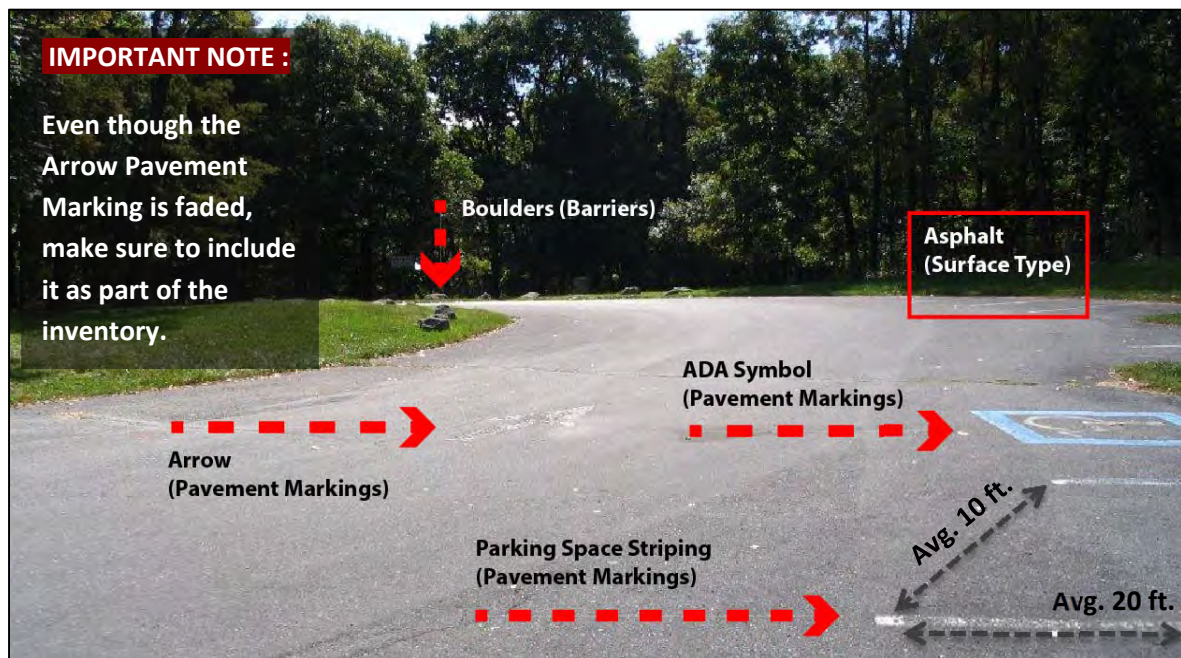 IMPORTANT NOTE :
Even though the
Arrow Pavement
Marking is faded,
make sure to include
it as part of the
inventory.
Boulders (Barriers)
Asphalt
(Surface Type)
ADA Symbol
(Pavement Markings)
Arrow
(Pavement Markings)
Avg. 10 ft.
Parking Space Striping
(Pavement Markings)
Avg. 20 ft.